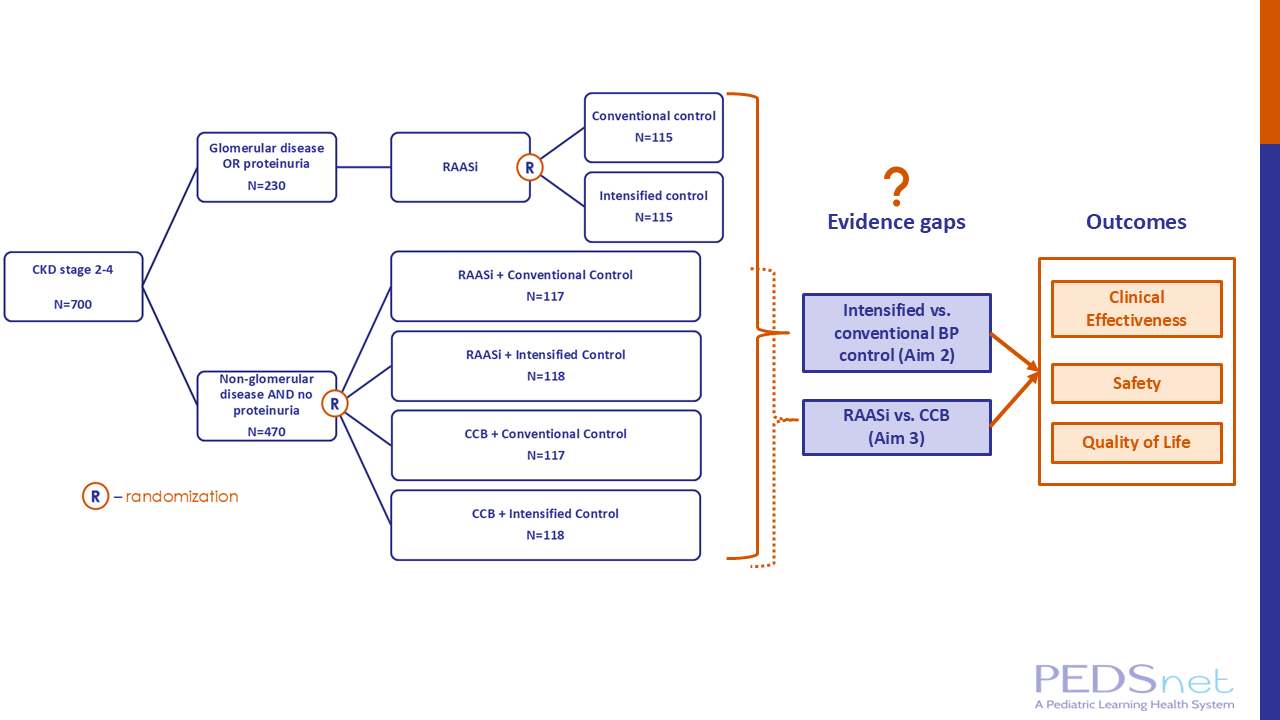 CKD stage 2-4
N=700
Glomerular disease
OR proteinuria
N=230
RAASi
R
Conventional control
N=115
Intensified control
N=115
Non-glomerular
disease AND no
proteinuria
N=470
R
RAASi + Conventional Control
N=117
RAASi + Intensified Control
N=118
CCB + Conventional Control
N=117
CCB + Intensified Control
N=118
R – randomization
?
Evidence gaps
Intensified vs.
conventional BP
control (Aim 2)
RAASi vs. CCB
(Aim 3)
Outcomes
Clinical
Effectiveness
Safety
Quality of Life
PEDSnet
A Pediatric Learning Health System